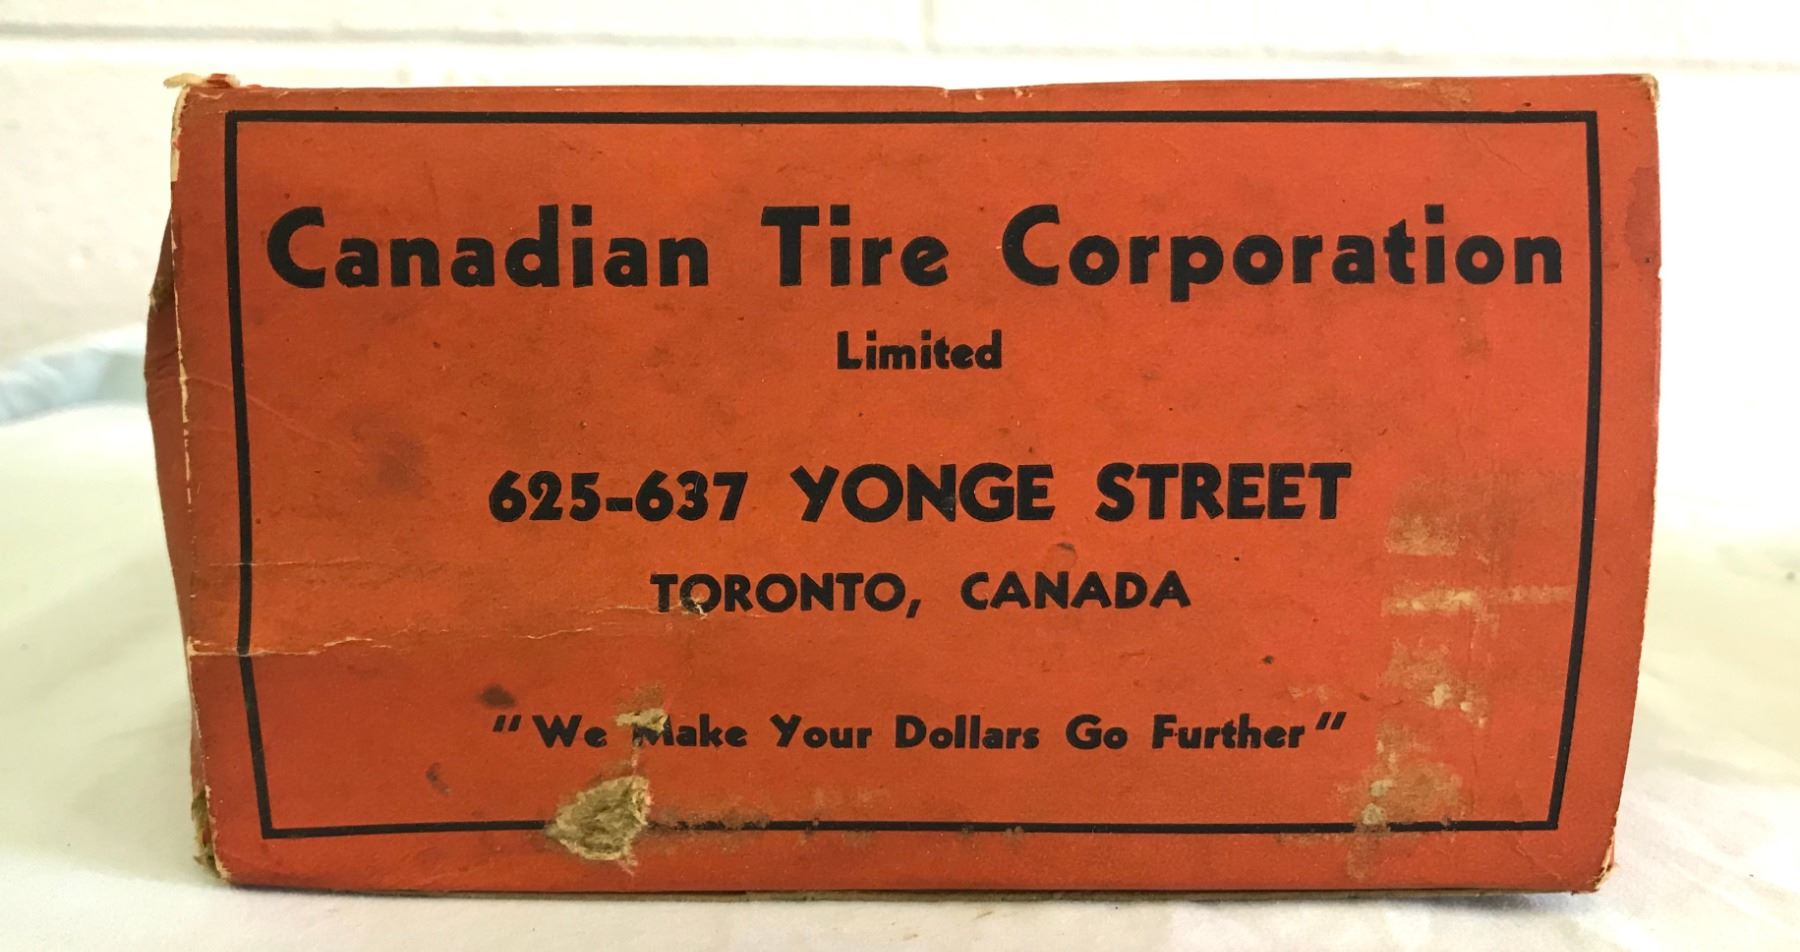 Canadian Tire Corporation
Limited
625-637 YONGE STREET
TORONTO, CANADA
"We Make Your Dollars Go Further"